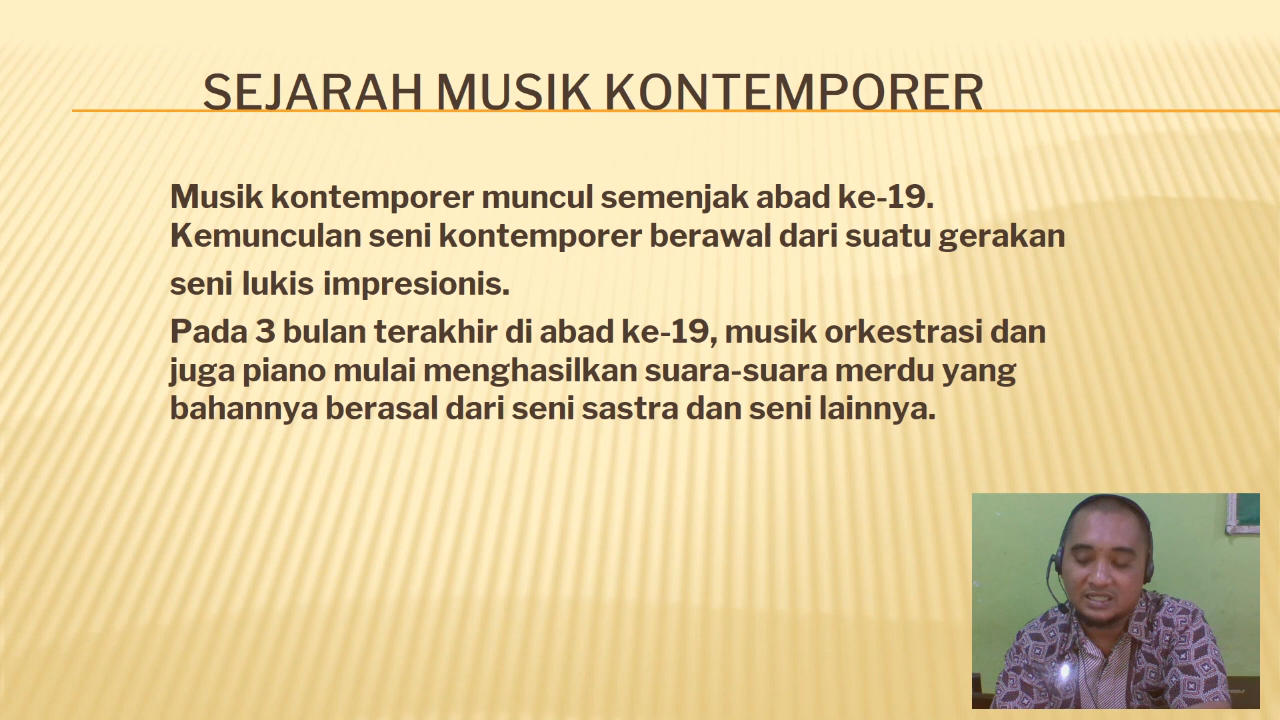 SEJARAH MUSIK KONTEMPORER
Musik kontemporer muncul semenjak abad ke-19.
Kemunculan seni kontemporer berawal dari suatu gerakan
seni lukis impresionis.
Pada 3 bulan terakhir di abad ke-19, musik orkestrasi dan
juga piano mulai menghasilkan suara-suara merdu yang
bahannya berasal dari seni sastra dan seni lainnya.